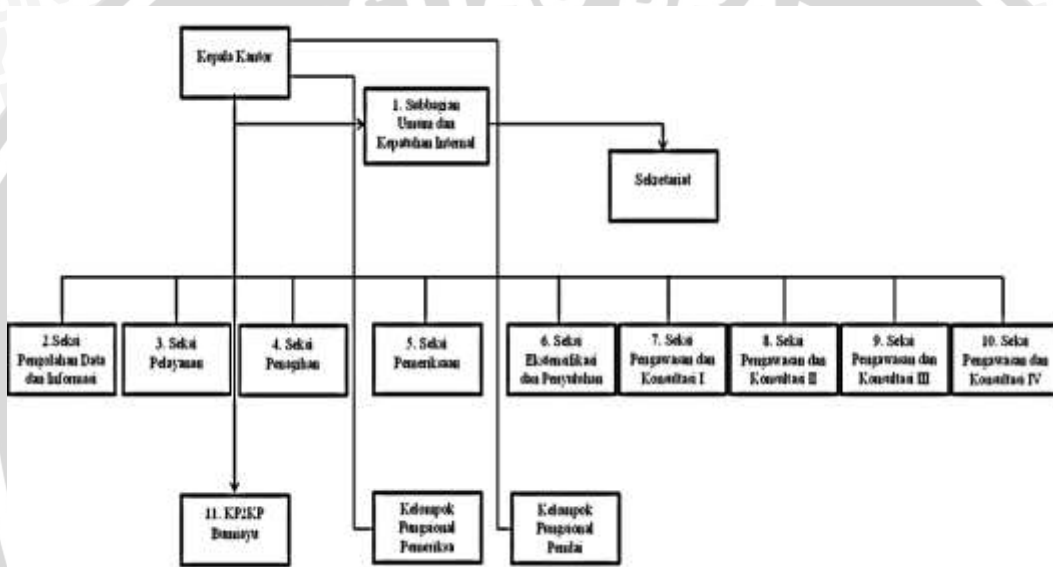 Kepala Kantor
1. Subbagian
Umum dan
Kepatuhan Internal
Sekretariat
2.Seksi
Pengolahan Data
dan Informasi
3. Seksi
Pelayanan
4. Seksi
Penagihan
5. Seksi
Pemeriksaan
6. Seksi
Ekstensifikasi
dan Penyuluhan
7. Seksi
Pengawasan dan
Konsultasi I
8. Seksi
Pengawasan dan
Konsultasi II
9. Seksi
Pengawasan dan
Konsultasi III
10. Seksi
Pengawasan dan
Konsultasi IV
11. KP2KP
Bumiayu
Kelompok
Fungsional
Pemeriksa
Kelompok
Fungsional
Penilai